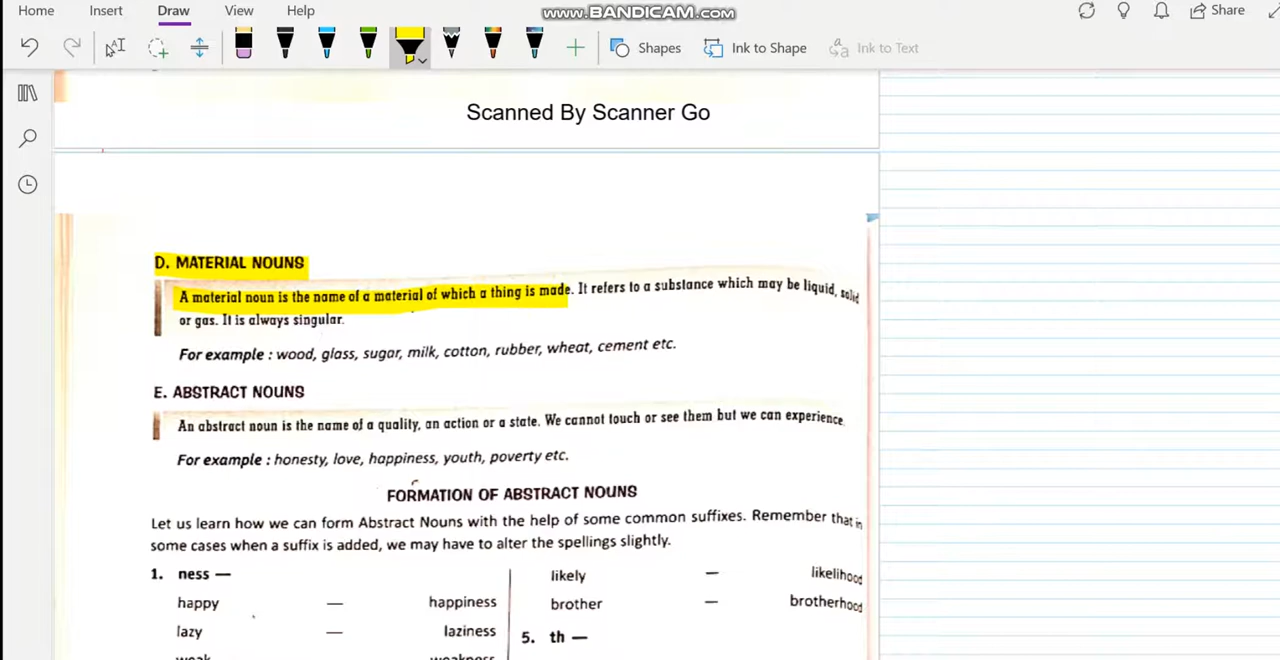 Home Insert Draw View Help
www.BANDICAM.com
Share
Shapes Ink to Shape Ink to Text
Scanned By Scanner Go
D. MATERIAL NOUNS
A material noun is the name of a material of which a thing is made. It refers to a substance which may be liquid, solid
or gas. It is always singular.
For example : wood, glass, sugar, milk, cotton, rubber, wheat, cement etc.
E. ABSTRACT NOUNS
An abstract noun is the name of a quality, an action or a state. We cannot touch or see them but we can experience
For example : honesty, love, happiness, youth, poverty etc.
FORMATION OF ABSTRACT NOUNS
Let us learn how we can form Abstract Nouns with the help of some common suffixes. Remember that in
some cases when a suffix is added, we may have to alter the spellings slightly.
1. ness —
happy — happiness
lazy — laziness
weak weakness
likely — likelihood
brother — brotherhood
5. th —